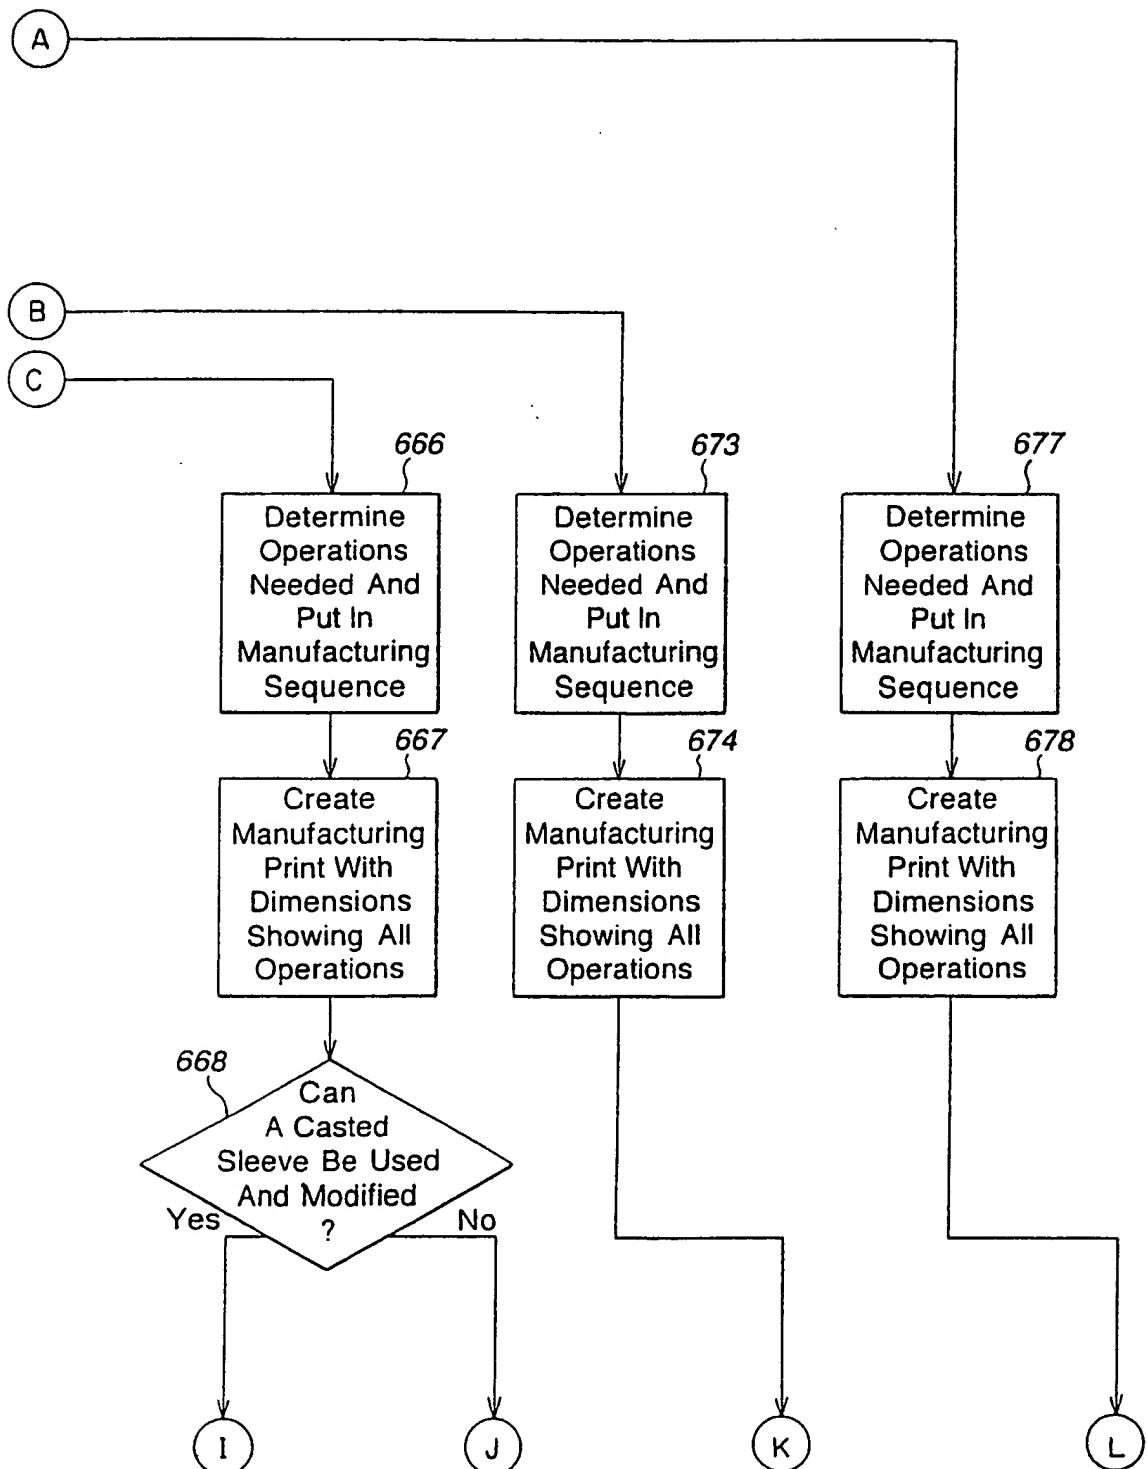 A
B
C
666
673
677
Determine
Operations
Needed And
Put In
Manufacturing
Sequence
Determine
Operations
Needed And
Put In
Manufacturing
Sequence
Determine
Operations
Needed And
Put In
Manufacturing
Sequence
667
674
678
Create
Manufacturing
Print With
Dimensions
Showing All
Operations
Create
Manufacturing
Print With
Dimensions
Showing All
Operations
Create
Manufacturing
Print With
Dimensions
Showing All
Operations
668
Can
A Casted
Sleeve Be Used
And Modified
?
Yes
No
I
J
K
L